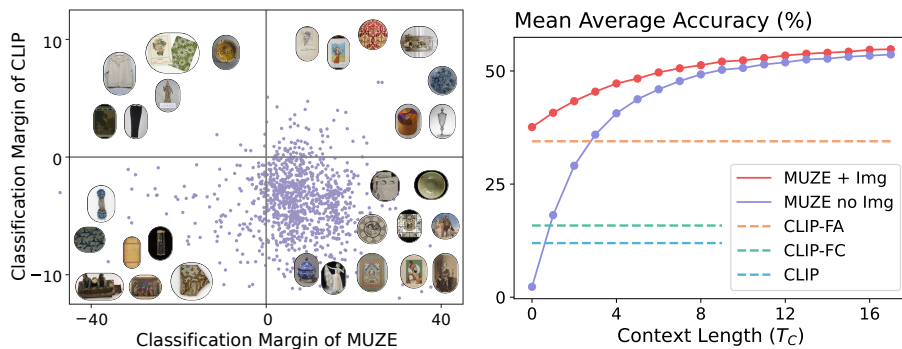 Classification Margin of CLIP
10
0
−10
−40
0
40
Classification Margin of MUZE
Mean Average Accuracy (%)
50
25
0
MUZE + Img
MUZE no Img
CLIP-FA
CLIP-FC
CLIP
0
4
8
12
16
Context Length (T_C)